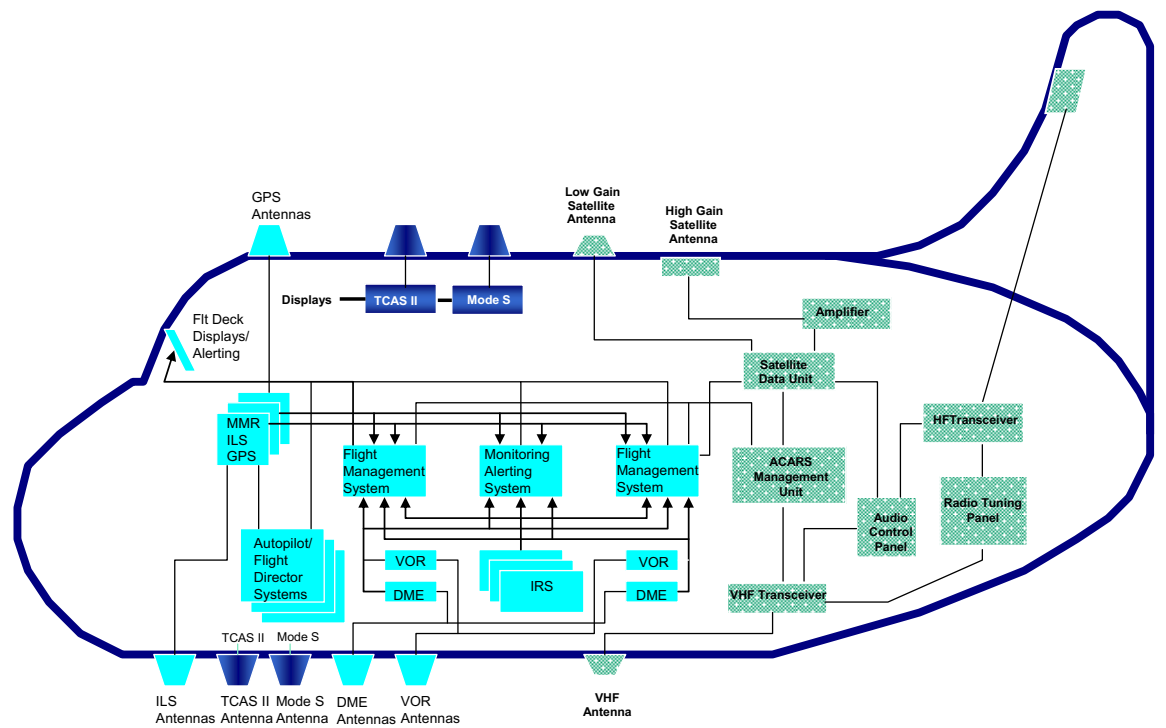 GPS
Antennas
Low Gain
Satellite
Antenna
High Gain
Satellite
Antenna
Displays
TCAS II
Mode S
Amplifier
Flt Deck
Displays/
Alerting
Satellite
Data Unit
MMR
ILS
GPS
HFTransceiver
Flight
Management
System
Monitoring
Alerting
System
Flight
Management
System
ACARS
Management
Unit
Radio Tuning
Panel
Audio
Control
Panel
Autopilot/
Flight
Director
Systems
VOR
DME
IRS
VOR
DME
VHF Transceiver
TCAS II
Mode S
ILS
Antennas
TCAS II
Antenna
Mode S
Antenna
DME
Antennas
VOR
Antennas
VHF
Antenna